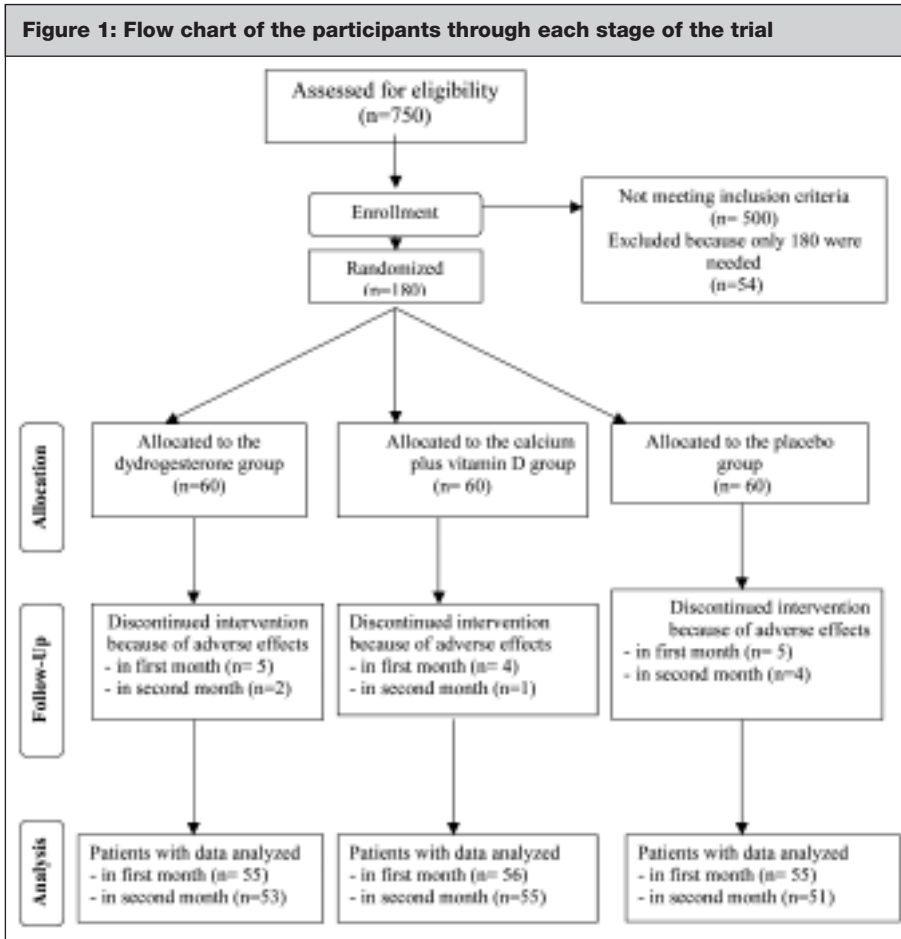 Figure 1: Flow chart of the participants through each stage of the trial
Assessed for eligibility
(n=750)
Enrollment
Not meeting inclusion criteria
(n= 500)
Excluded because only 180 were
needed
(n=54)
Randomized
(n=180)
Allocation
Allocated to the
dydrogesterone group
(n=60)
Allocated to the calcium
plus vitamin D group
(n= 60)
Allocated to the placebo
group
(n= 60)
Follow-Up
Discontinued intervention
because of adverse effects
- in first month (n= 5)
- in second month (n=2)
Discontinued intervention
because of adverse effects
- in first month (n= 4)
- in second month (n=1)
Discontinued intervention
because of adverse effects
- in first month (n= 5)
- in second month (n=4)
Analysis
Patients with data analyzed
- in first month (n= 55)
- in second month (n=53)
Patients with data analyzed
- in first month (n= 56)
- in second month (n=55)
Patients with data analyzed
- in first month (n= 55)
- in second month (n=51)